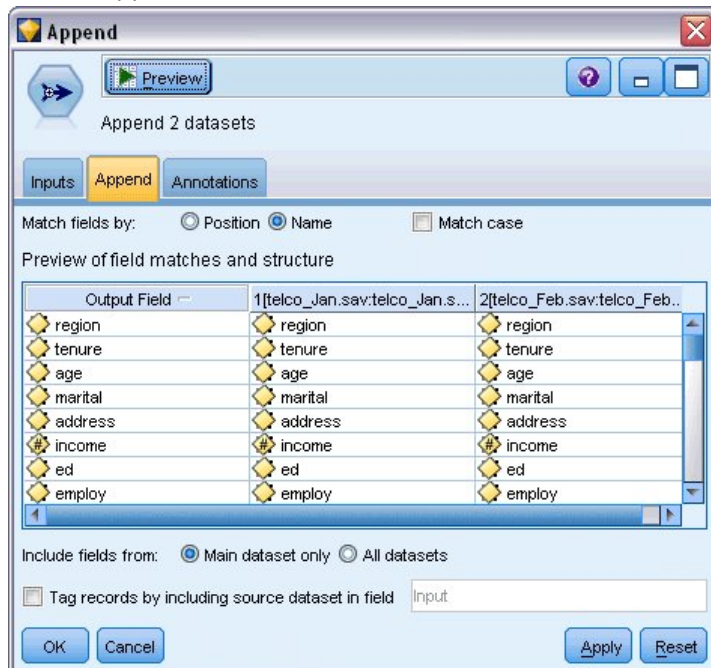 Append
Preview
Append 2 datasets
Inputs Append Annotations
Match fields by: Position Name Match case
Preview of field matches and structure
Output Field 1[telco_Jan.sav:telco_Jan.s... 2[telco_Feb.sav:telco_Feb..
region region region
tenure tenure tenure
age age age
marital marital marital
address address address
income income income
ed ed ed
employ employ employ
Include fields from: Main dataset only All datasets
Tag records by including source dataset in field Input
OK Cancel Apply Reset